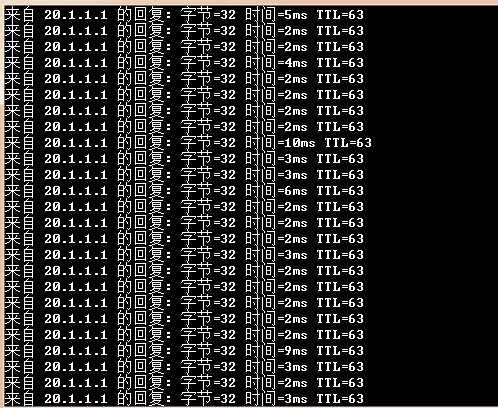 来自 20.1.1.1 的回复: 字节=32 时间=5ms TTL=63
来自 20.1.1.1 的回复: 字节=32 时间=2ms TTL=63
来自 20.1.1.1 的回复: 字节=32 时间=2ms TTL=63
来自 20.1.1.1 的回复: 字节=32 时间=4ms TTL=63
来自 20.1.1.1 的回复: 字节=32 时间=2ms TTL=63
来自 20.1.1.1 的回复: 字节=32 时间=2ms TTL=63
来自 20.1.1.1 的回复: 字节=32 时间=2ms TTL=63
来自 20.1.1.1 的回复: 字节=32 时间=2ms TTL=63
来自 20.1.1.1 的回复: 字节=32 时间=10ms TTL=63
来自 20.1.1.1 的回复: 字节=32 时间=3ms TTL=63
来自 20.1.1.1 的回复: 字节=32 时间=3ms TTL=63
来自 20.1.1.1 的回复: 字节=32 时间=6ms TTL=63
来自 20.1.1.1 的回复: 字节=32 时间=2ms TTL=63
来自 20.1.1.1 的回复: 字节=32 时间=2ms TTL=63
来自 20.1.1.1 的回复: 字节=32 时间=2ms TTL=63
来自 20.1.1.1 的回复: 字节=32 时间=3ms TTL=63
来自 20.1.1.1 的回复: 字节=32 时间=2ms TTL=63
来自 20.1.1.1 的回复: 字节=32 时间=2ms TTL=63
来自 20.1.1.1 的回复: 字节=32 时间=2ms TTL=63
来自 20.1.1.1 的回复: 字节=32 时间=2ms TTL=63
来自 20.1.1.1 的回复: 字节=32 时间=2ms TTL=63
来自 20.1.1.1 的回复: 字节=32 时间=9ms TTL=63
来自 20.1.1.1 的回复: 字节=32 时间=3ms TTL=63
来自 20.1.1.1 的回复: 字节=32 时间=2ms TTL=63
来自 20.1.1.1 的回复: 字节=32 时间=3ms TTL=63